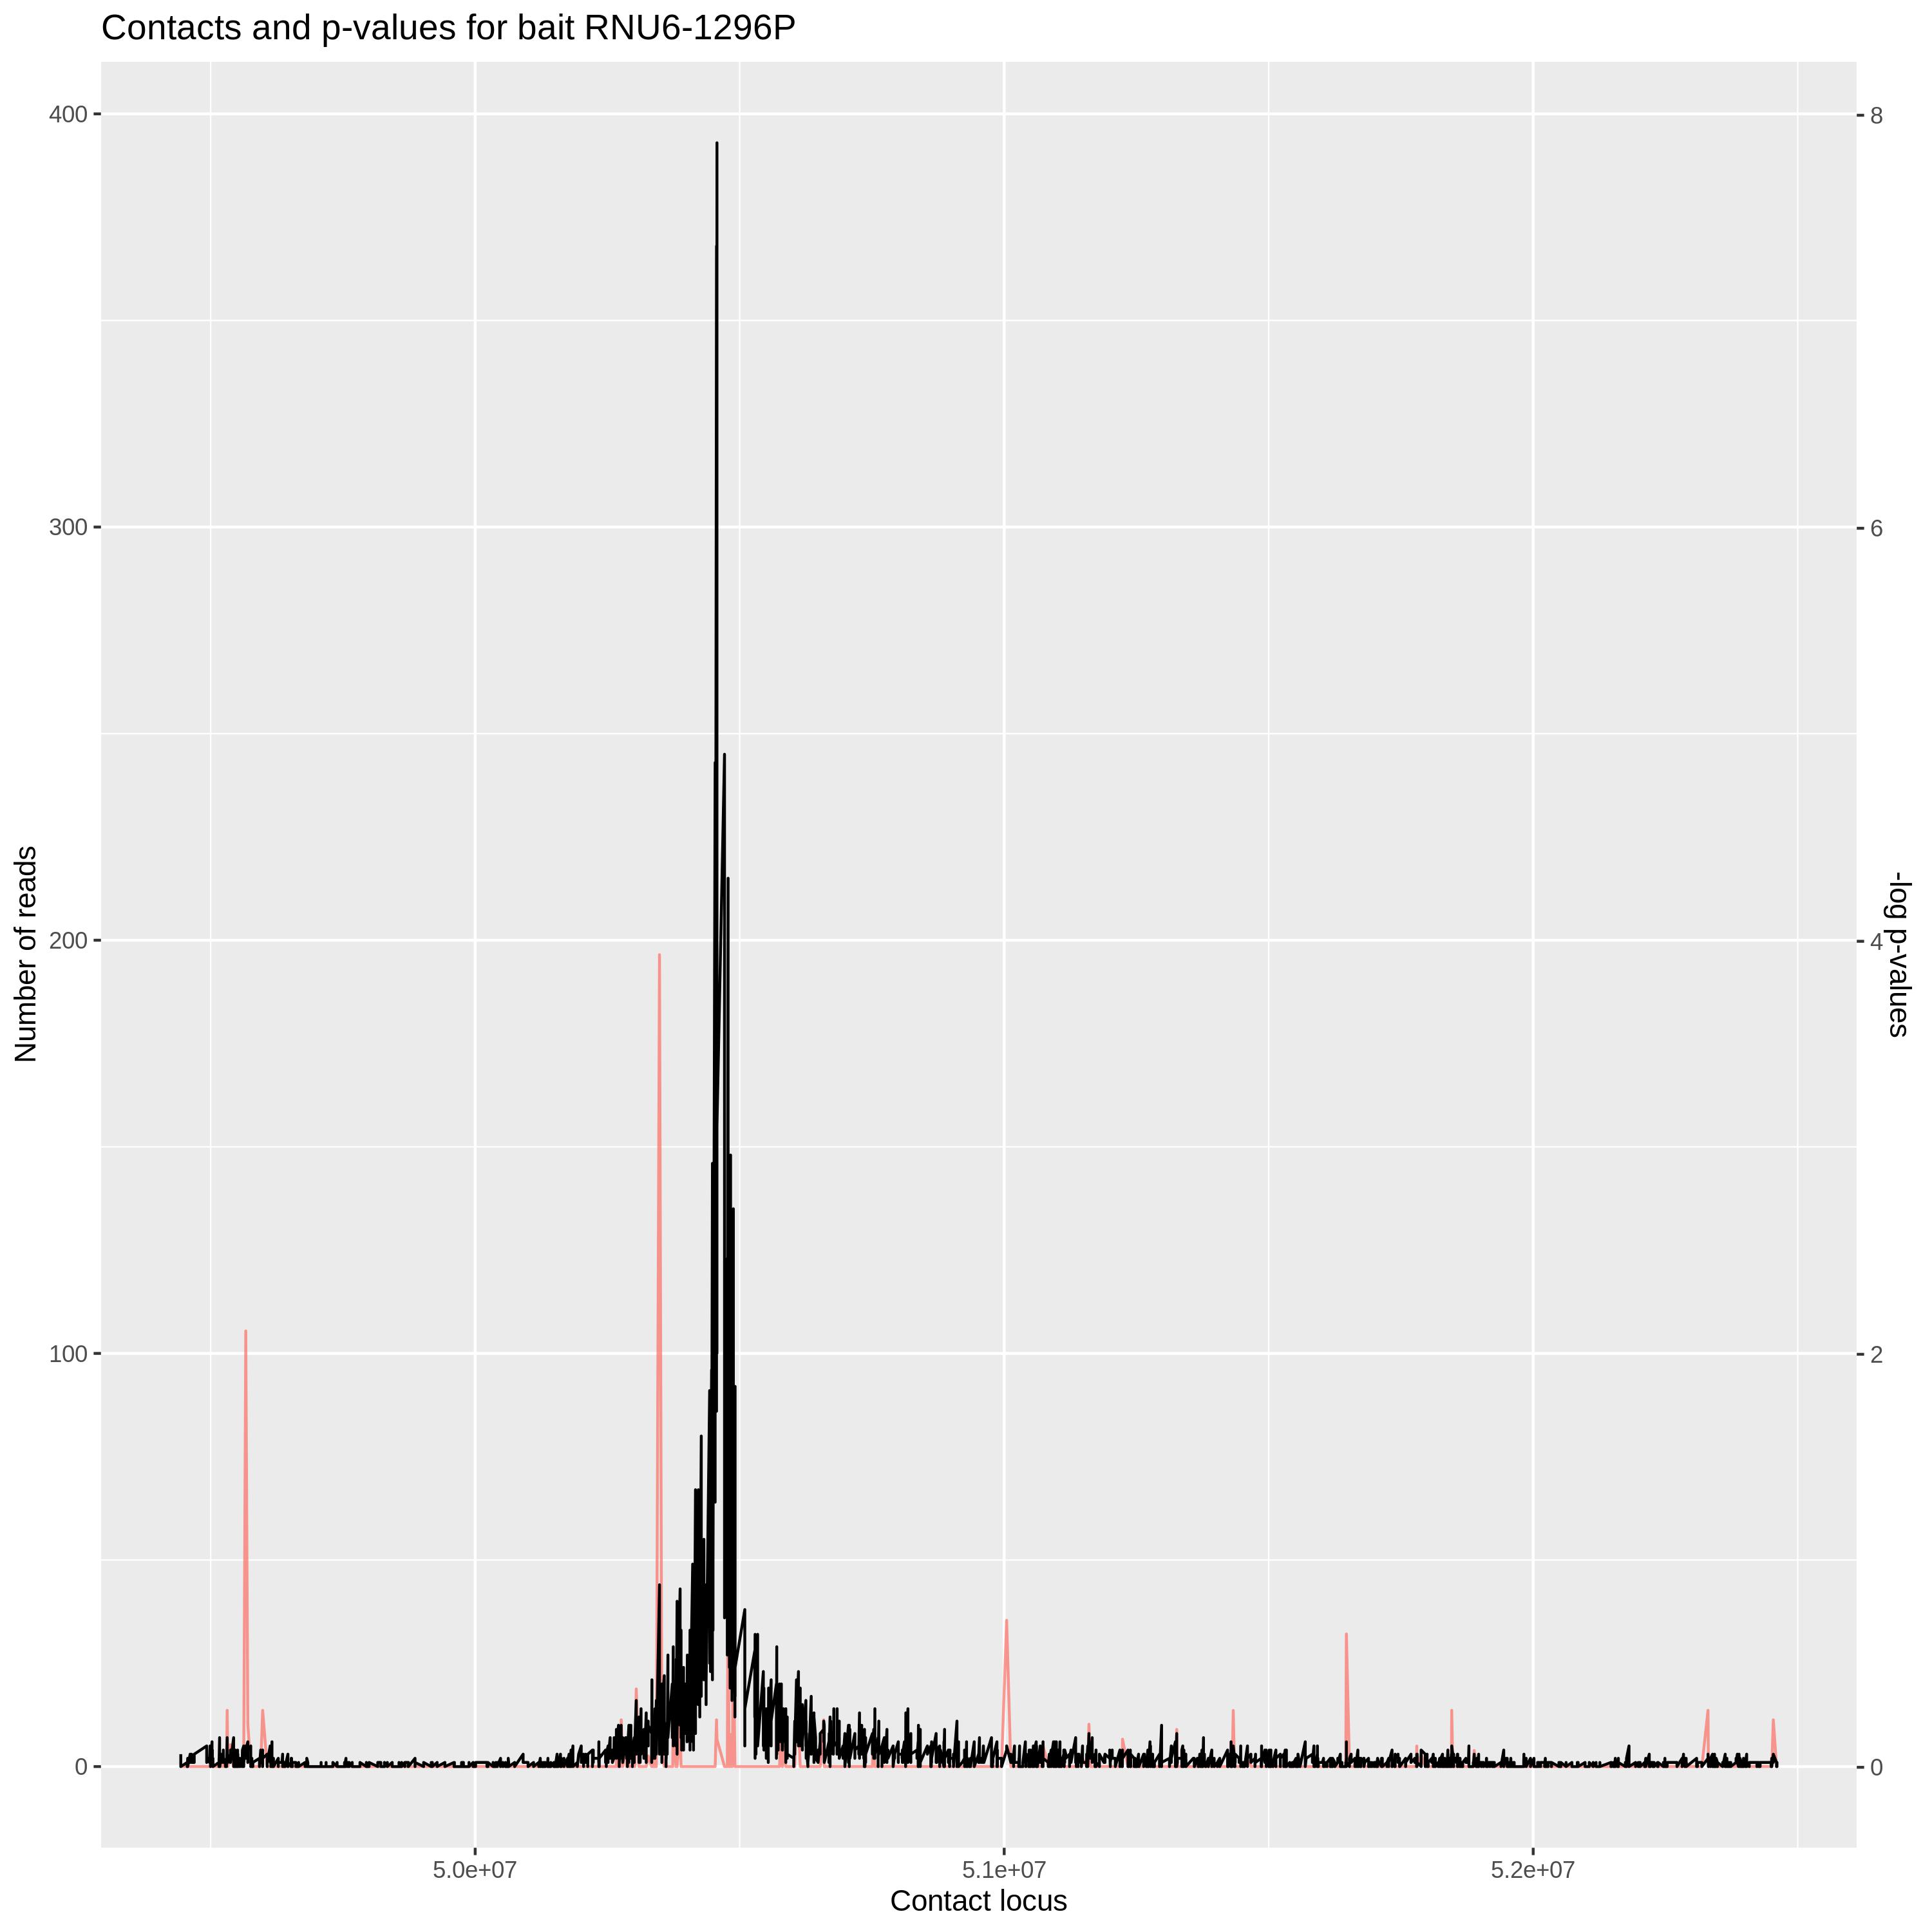 Contacts and p-values for bait RNU6-1296P
400
300
200
100
0
8
6
4
2
0
Number of reads
-log p-values
5.0e+07
5.1e+07
5.2e+07
Contact locus